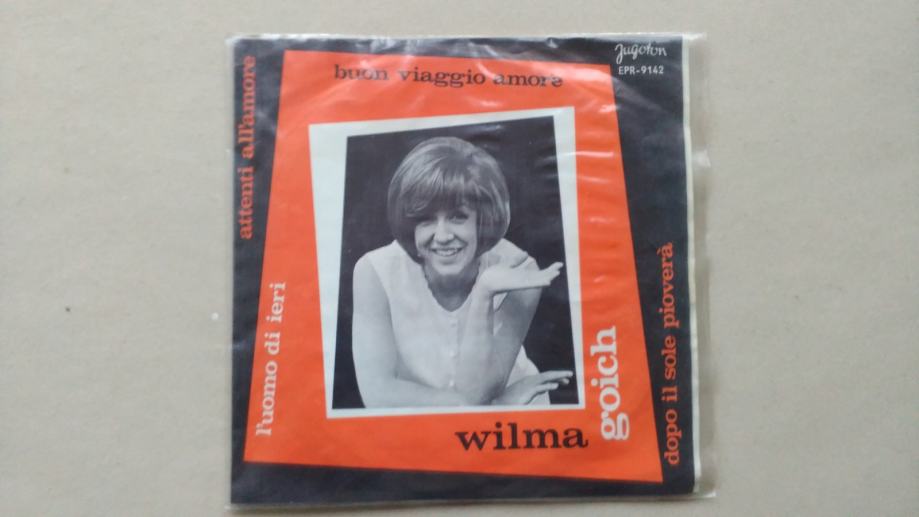 Jugoton
EPR-9142
buon viaggio amore
attenti all'amore
l'uomo di ieri
dopo il sole pioverà
wilma
goich